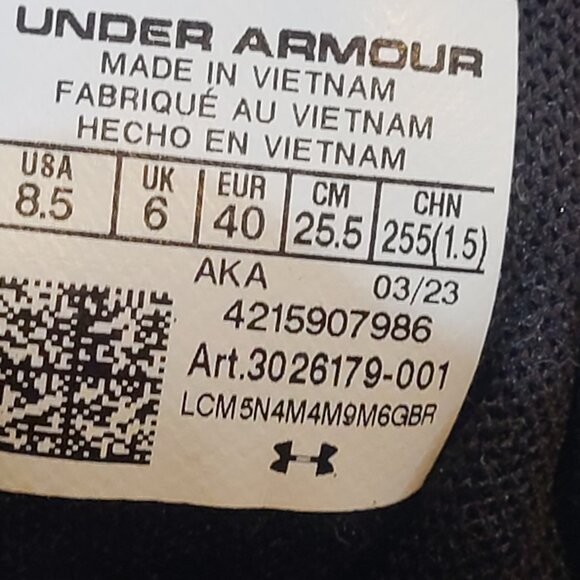 UNDER ARMOUR
MADE IN VIETNAM
FABRIQUÉ AU VIETNAM
HECHO EN VIETNAM
USA UK EUR CM CHN
8.5 6 40 25.5 255(1.5)
AKA 03/23
4215907986
Art.3026179-001
LCM5N4M4M9M6GBR